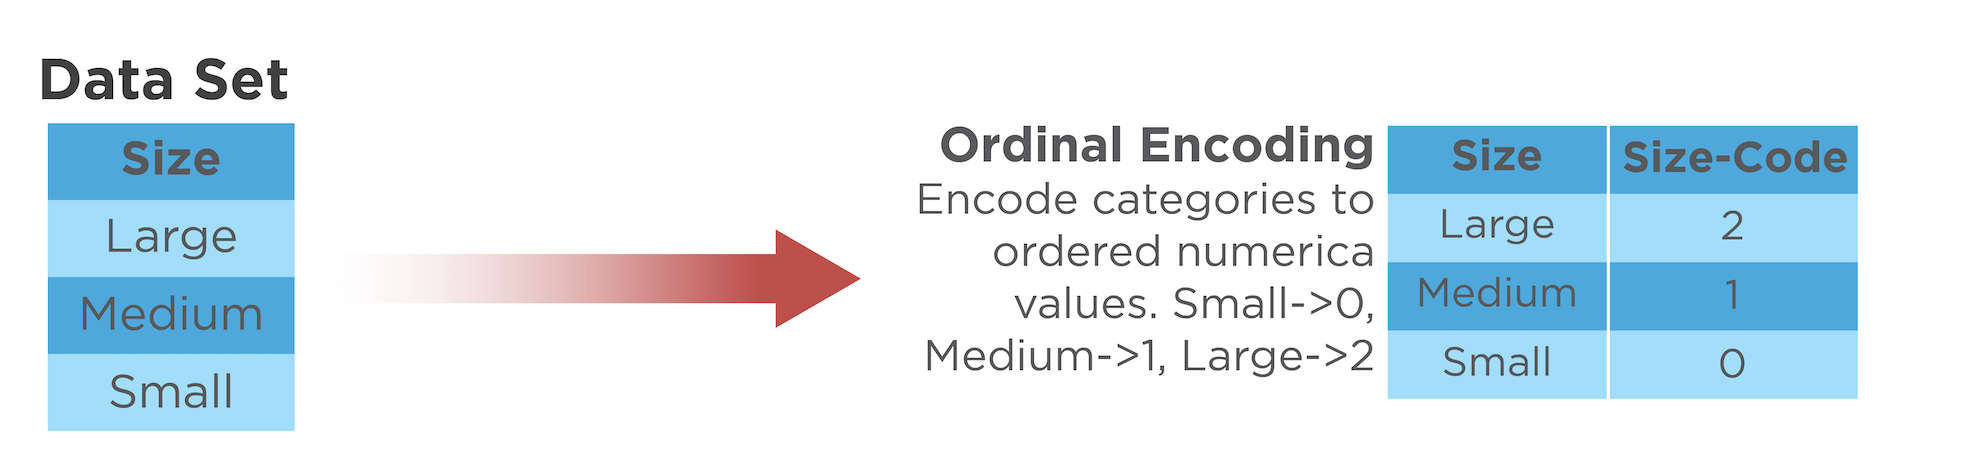 Data Set
Size
Large
Medium
Small
Ordinal Encoding
Encode categories to
ordered numerica
values. Small->0,
Medium->1, Large->2
Size Size-Code
Large 2
Medium 1
Small 0